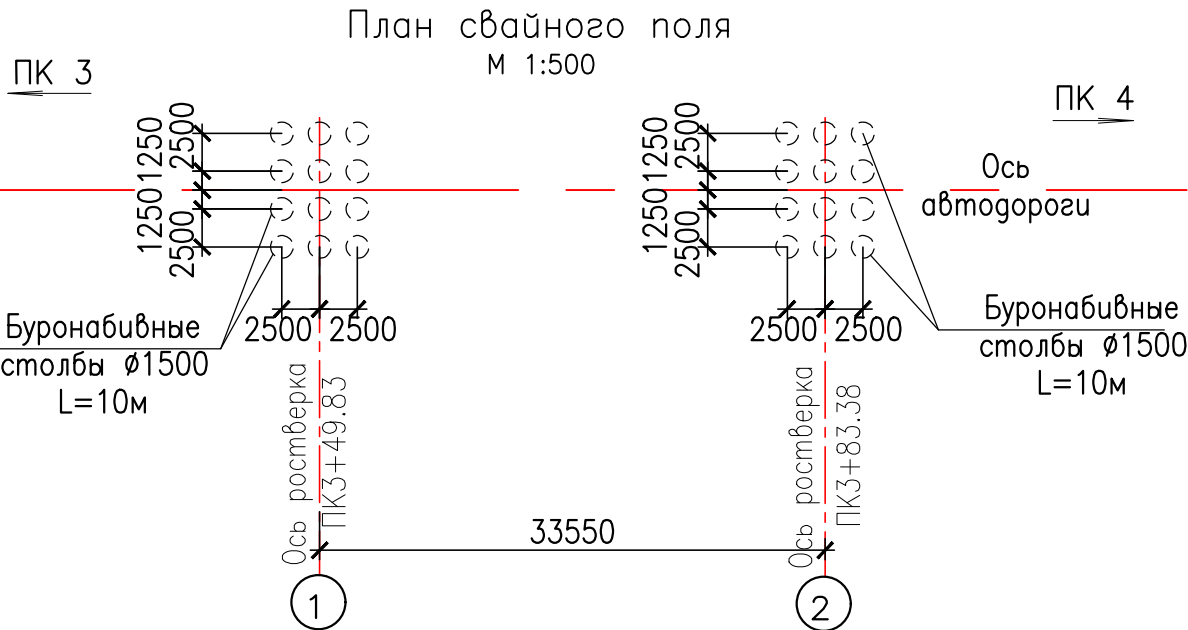 План свайного поля
М 1:500
ПК 3
ПК 4
2500
1250
1250
2500
2500
1250
1250
2500
Ось
автодороги
2500 2500
2500 2500
Буронабивные
столбы ø1500
L=10м
Буронабивные
столбы ø1500
L=10м
Ось ростверка
ПК3+49.83
Ось ростверка
ПК3+83.38
33550
1
2